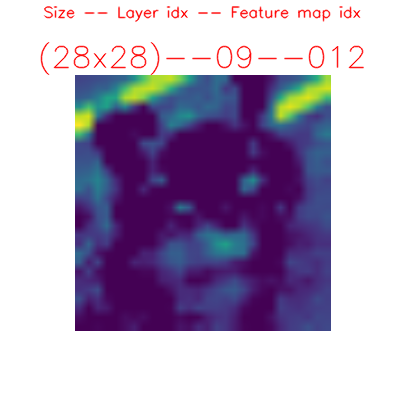 Size -- Layer idx -- Feature map idx
(28x28)--09--012